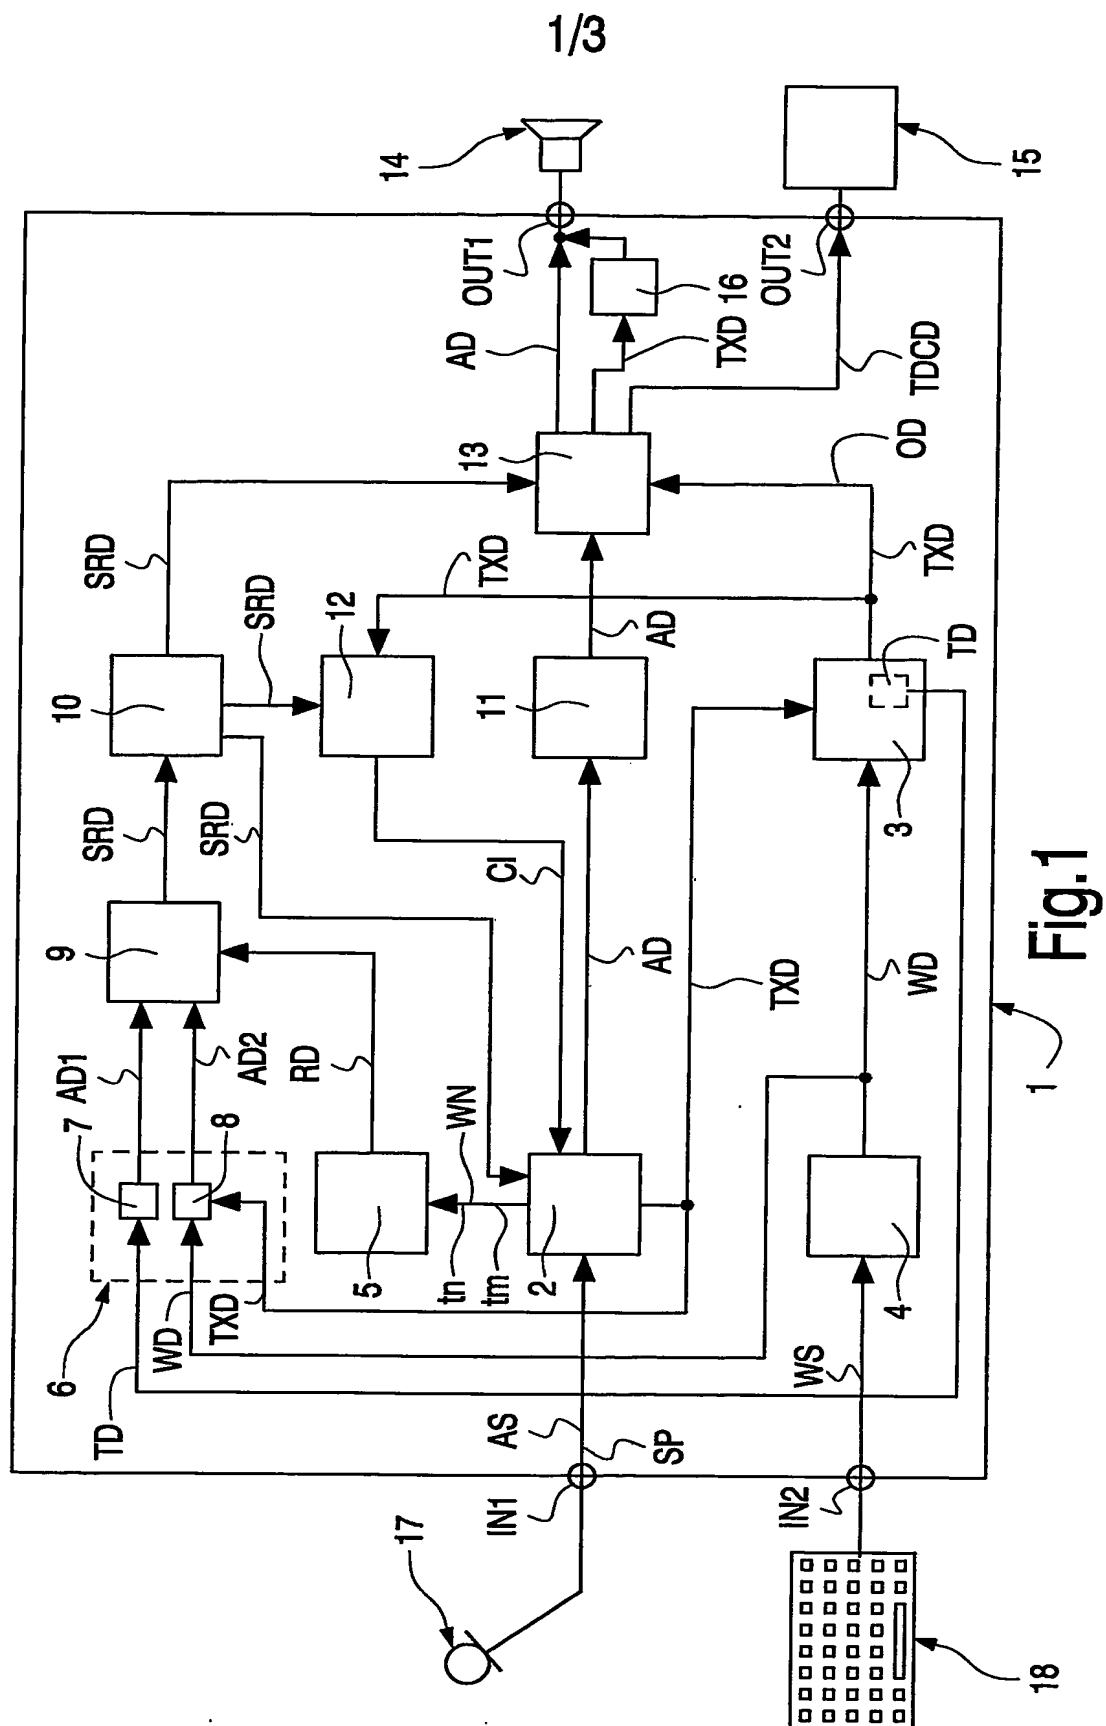 1/3
14
15
OUT1
OUT2
16
AD
TXD
TDCD
13
OD
SRD
SRD
TXD
TXD
10
12
AD
11
TD
3
SRD
SRD
9
CI
AD
TXD
WD
AD1
AD2
RD
WN
7
8
5
tn
tm
2
4
6
TD
WD
TXD
AS
SP
WS
IN1
IN2
17
18
1
Fig.1